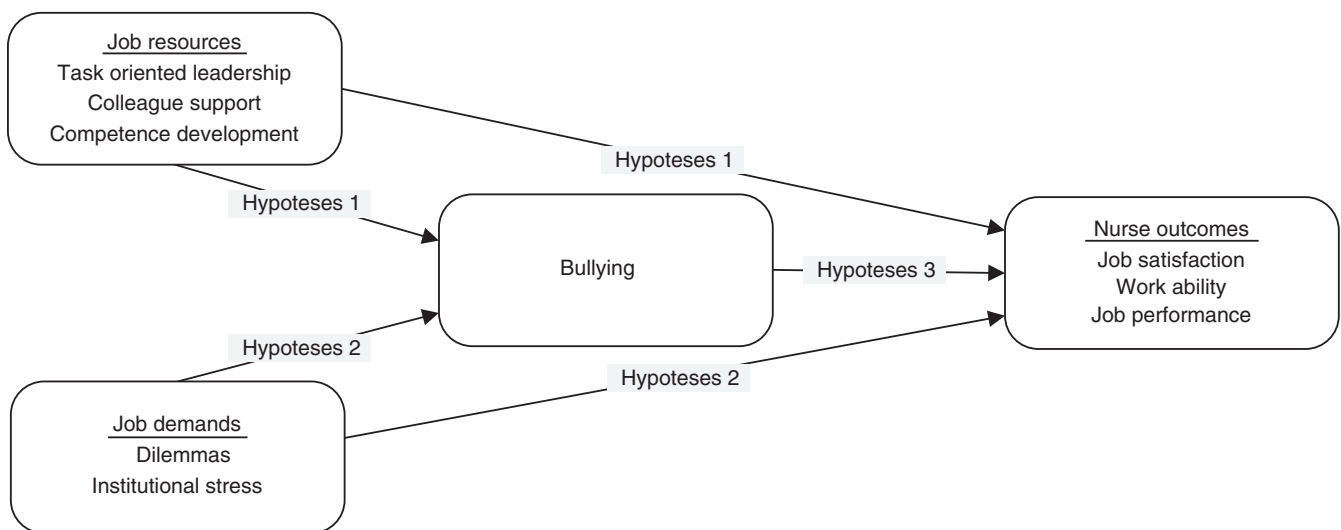 Job resources
Task oriented leadership
Colleague support
Competence development
Hypoteses 1
Hypoteses 1
Bullying
Hypoteses 3
Nurse outcomes
Job satisfaction
Work ability
Job performance
Hypoteses 2
Hypoteses 2
Job demands
Dilemmas
Institutional stress